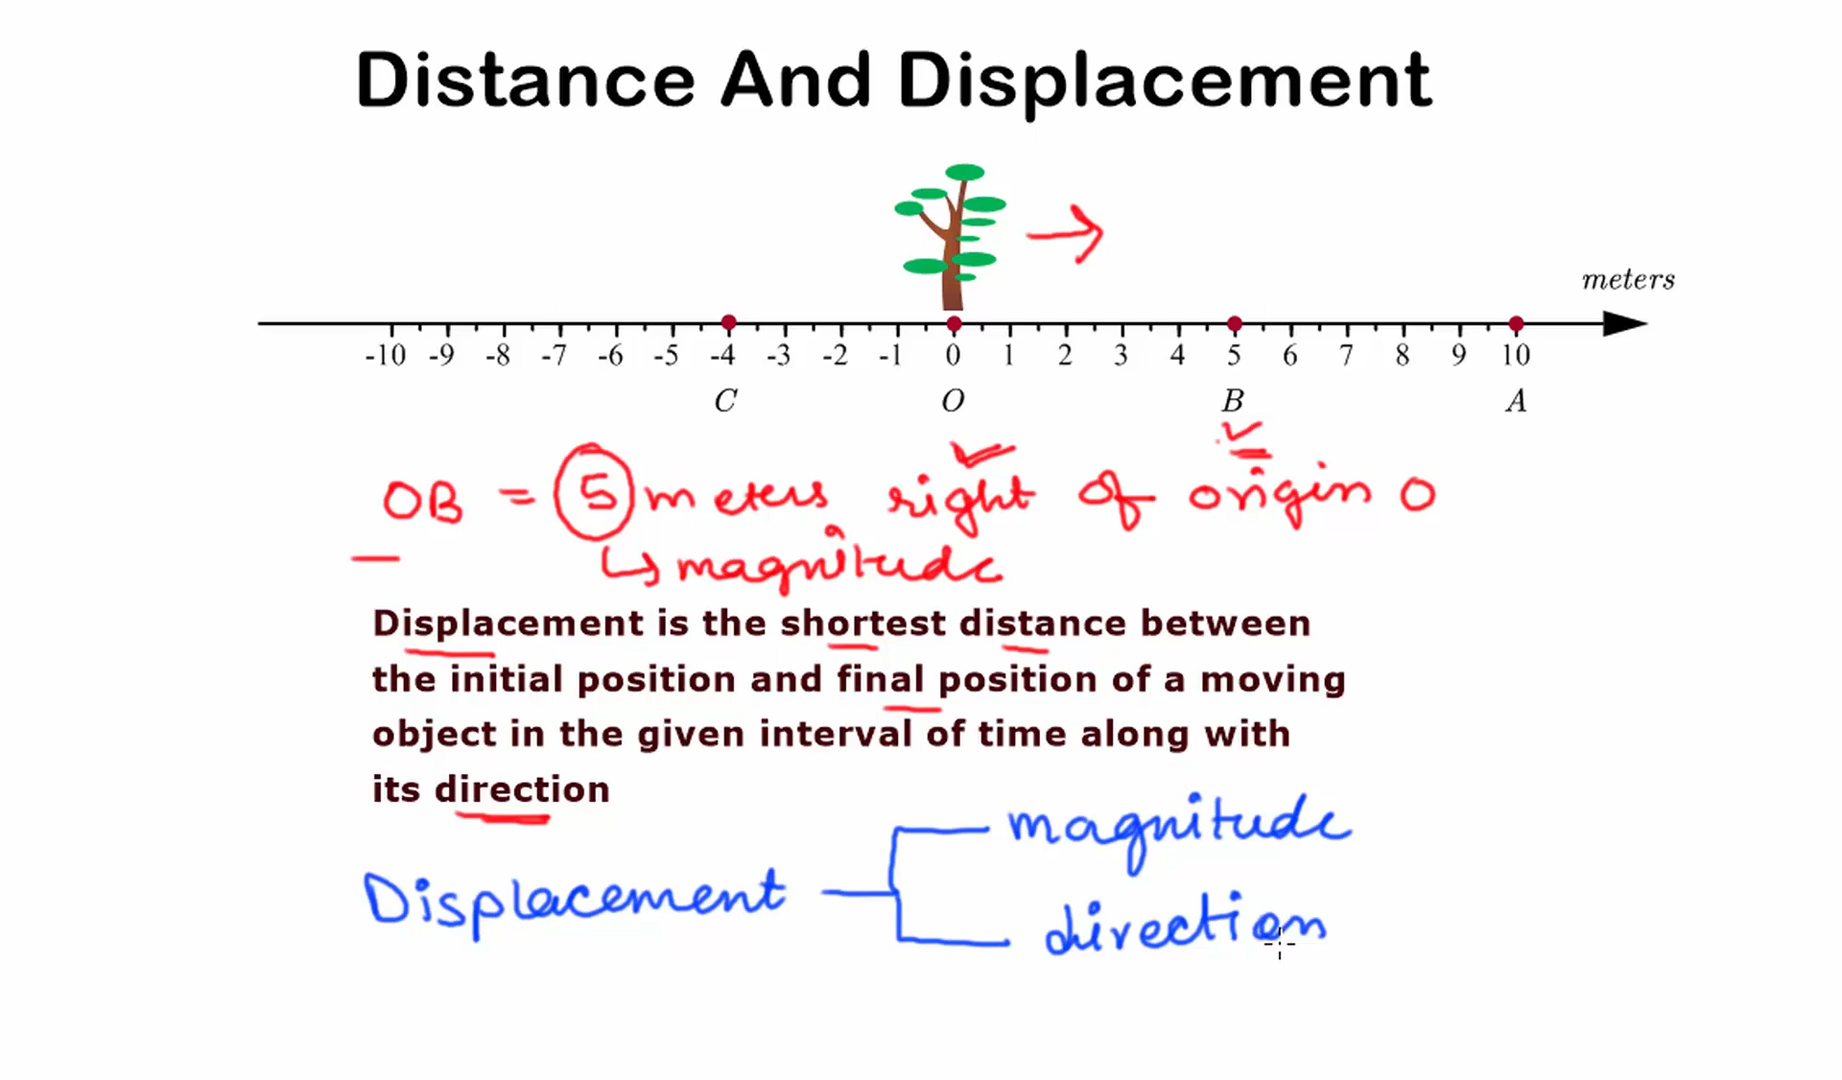 Distance And Displacement
meters
-10 -9 -8 -7 -6 -5 -4 -3 -2 -1 0 1 2 3 4 5 6 7 8 9 10
C O B A
OB = 5 meters right of origin O
magnitude
Displacement is the shortest distance between
the initial position and final position of a moving
object in the given interval of time along with
its direction
magnitude
Displacement
direction